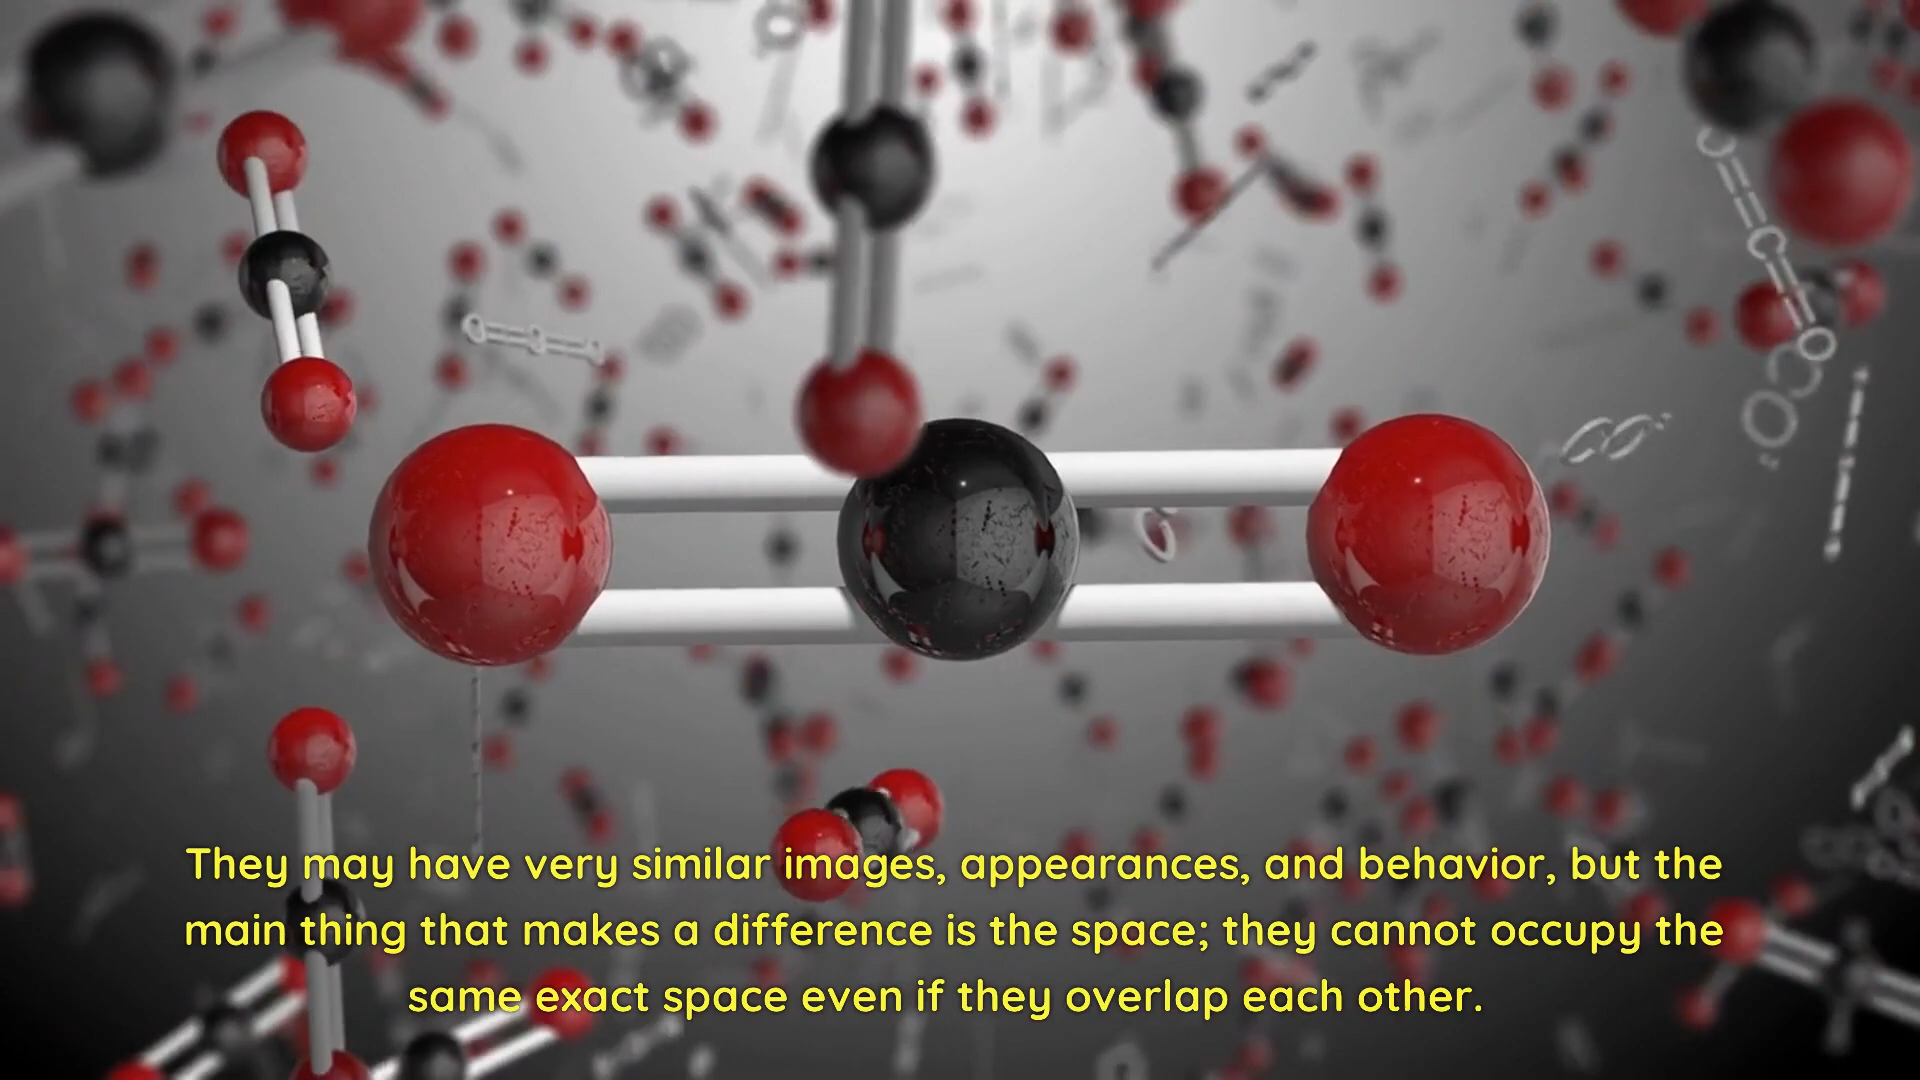 They may have very similar images, appearances, and behavior, but the
main thing that makes a difference is the space; they cannot occupy the
same exact space even if they overlap each other.